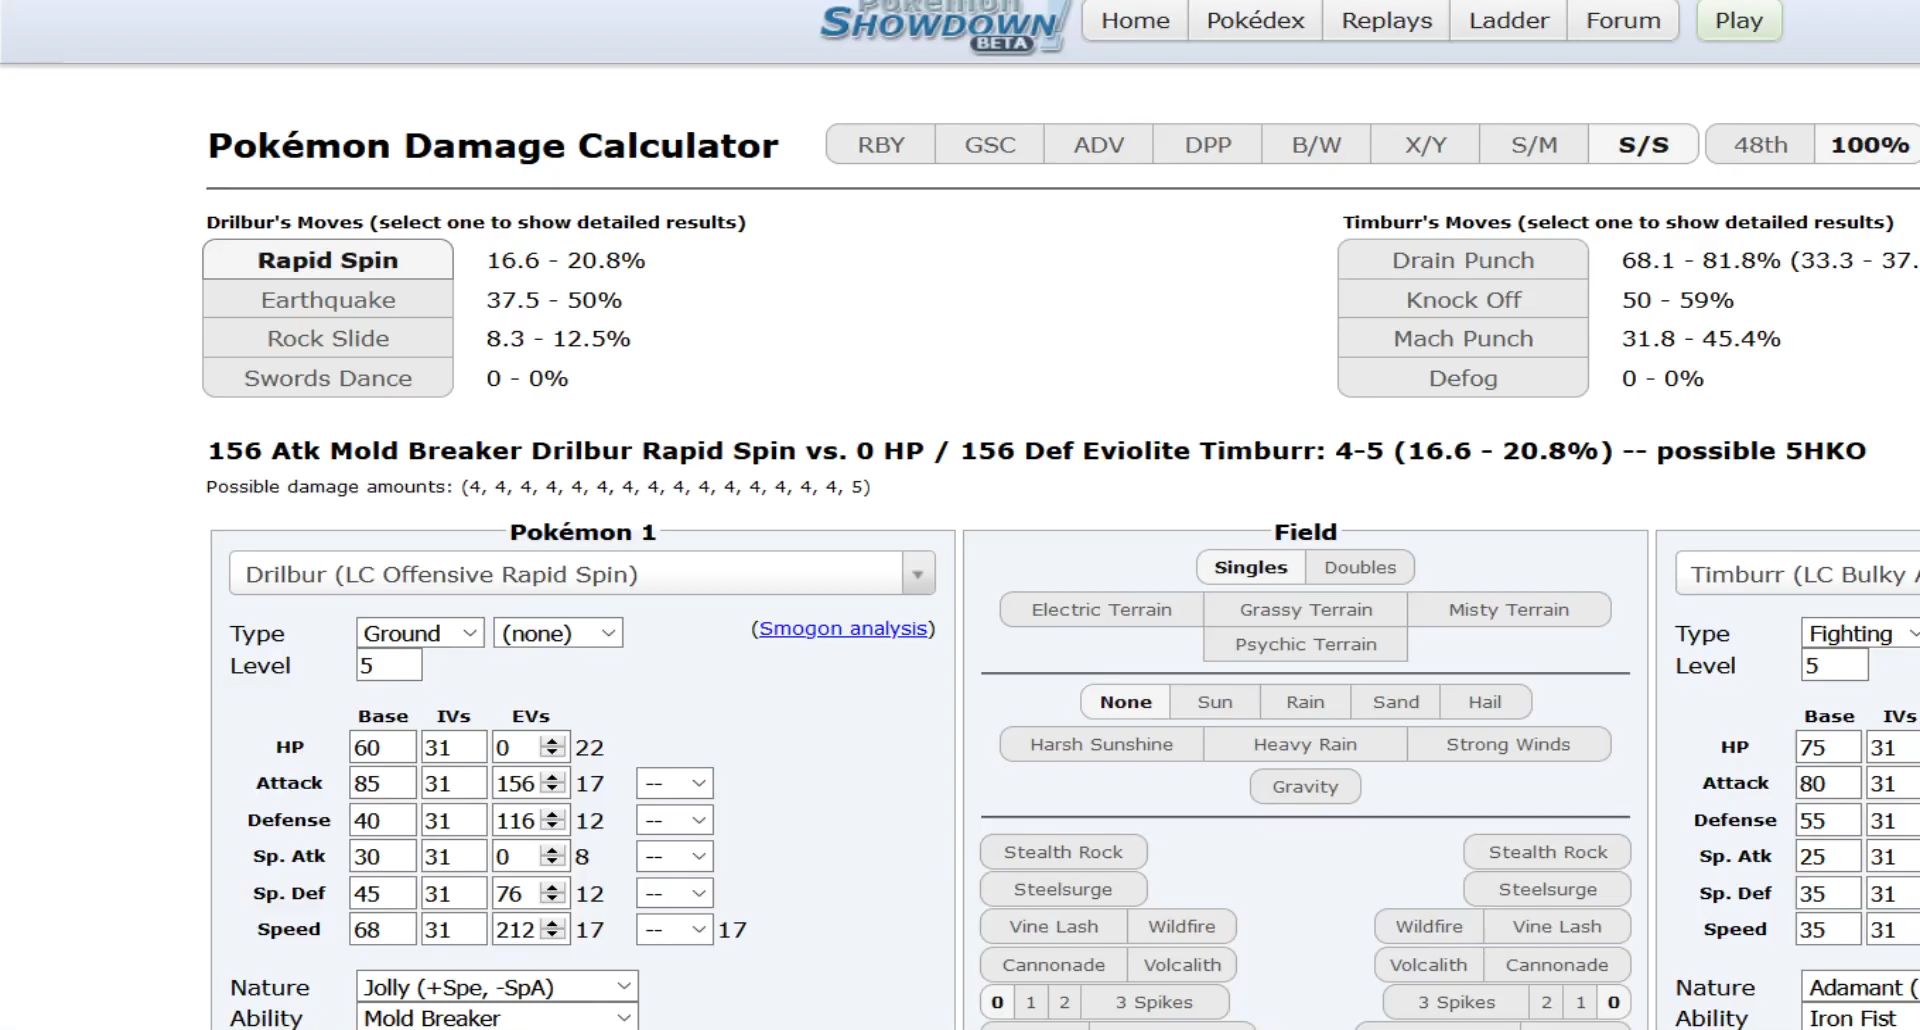 Pokémon
SHOWDOWN!
BETA
Home Pokédex Replays Ladder Forum Play
Pokémon Damage Calculator RBY GSC ADV DPP B/W X/Y S/M S/S 48th 100%
Drilbur's Moves (select one to show detailed results) Timburr's Moves (select one to show detailed results)
Rapid Spin 16.6 - 20.8% Drain Punch 68.1 - 81.8% (33.3 - 37.
Earthquake 37.5 - 50% Knock Off 50 - 59%
Rock Slide 8.3 - 12.5% Mach Punch 31.8 - 45.4%
Swords Dance 0 - 0% Defog 0 - 0%
156 Atk Mold Breaker Drilbur Rapid Spin vs. 0 HP / 156 Def Eviolite Timburr: 4-5 (16.6 - 20.8%) -- possible 5HKO
Possible damage amounts: (4, 4, 4, 4, 4, 4, 4, 4, 4, 4, 4, 4, 4, 4, 4, 5)
Pokémon 1 Field
Drilbur (LC Offensive Rapid Spin) Singles Doubles Timburr (LC Bulky A
Electric Terrain Grassy Terrain Misty Terrain
Type Ground (none) (Smogon analysis) Psychic Terrain Type Fighting
Level 5 Level 5
None Sun Rain Sand Hail
Base IVs EVs Base IVs
HP 60 31 0 22 Harsh Sunshine Heavy Rain Strong Winds HP 75 31
Attack 85 31 156 17 -- Gravity Attack 80 31
Defense 40 31 116 12 -- Defense 55 31
Sp. Atk 30 31 0 8 -- Stealth Rock Stealth Rock Sp. Atk 25 31
Sp. Def 45 31 76 12 -- Steelsurge Steelsurge Sp. Def 35 31
Speed 68 31 212 17 -- 17 Vine Lash Wildfire Wildfire Vine Lash Speed 35 31
Cannonade Volcalith Volcalith Cannonade
Nature Jolly (+Spe, -SpA) 0 1 2 3 Spikes 3 Spikes 2 1 0 Nature Adamant (
Ability Mold Breaker Ability Iron Fist